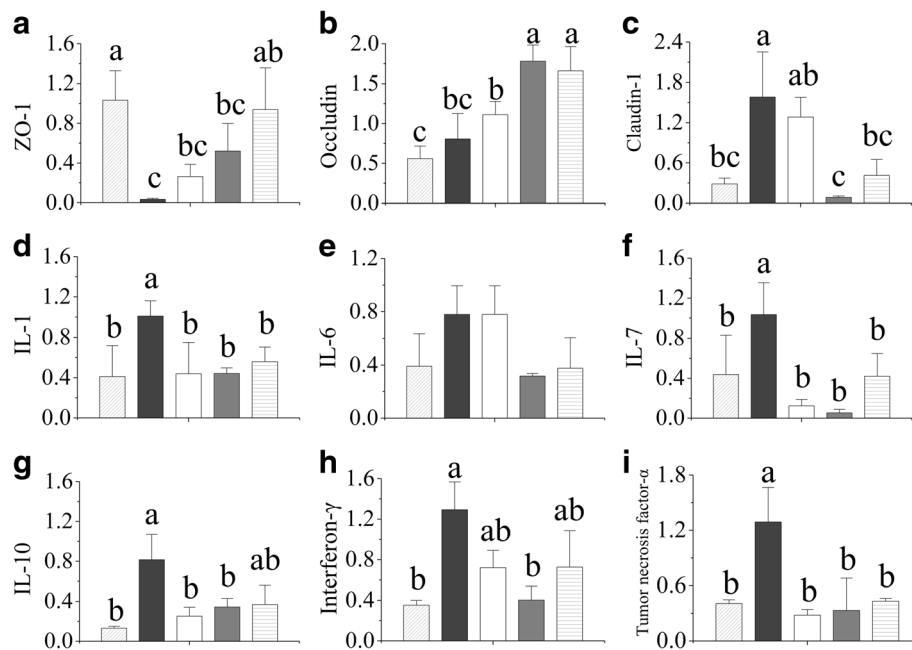 a
ZO-1
1.6
1.2
0.8
0.4
0.0
a
c
bc
bc
ab
b
Occludin
2.0
1.5
1.0
0.5
0.0
c
bc
b
a
a
c
Claudin-1
2.4
1.8
1.2
0.6
0.0
bc
a
ab
c
bc
d
IL-1
1.6
1.2
0.8
0.4
0.0
b
a
b
b
b
e
IL-6
1.2
0.8
0.4
0.0
f
IL-7
1.6
1.2
0.8
0.4
0.0
b
a
b
b
b
g
IL-10
1.6
1.2
0.8
0.4
0.0
b
a
b
b
ab
h
Interferon-γ
1.6
1.2
0.8
0.4
0.0
b
a
ab
b
ab
i
Tumor necrosis factor-α
1.8
1.2
0.6
0.0
b
a
b
b
b